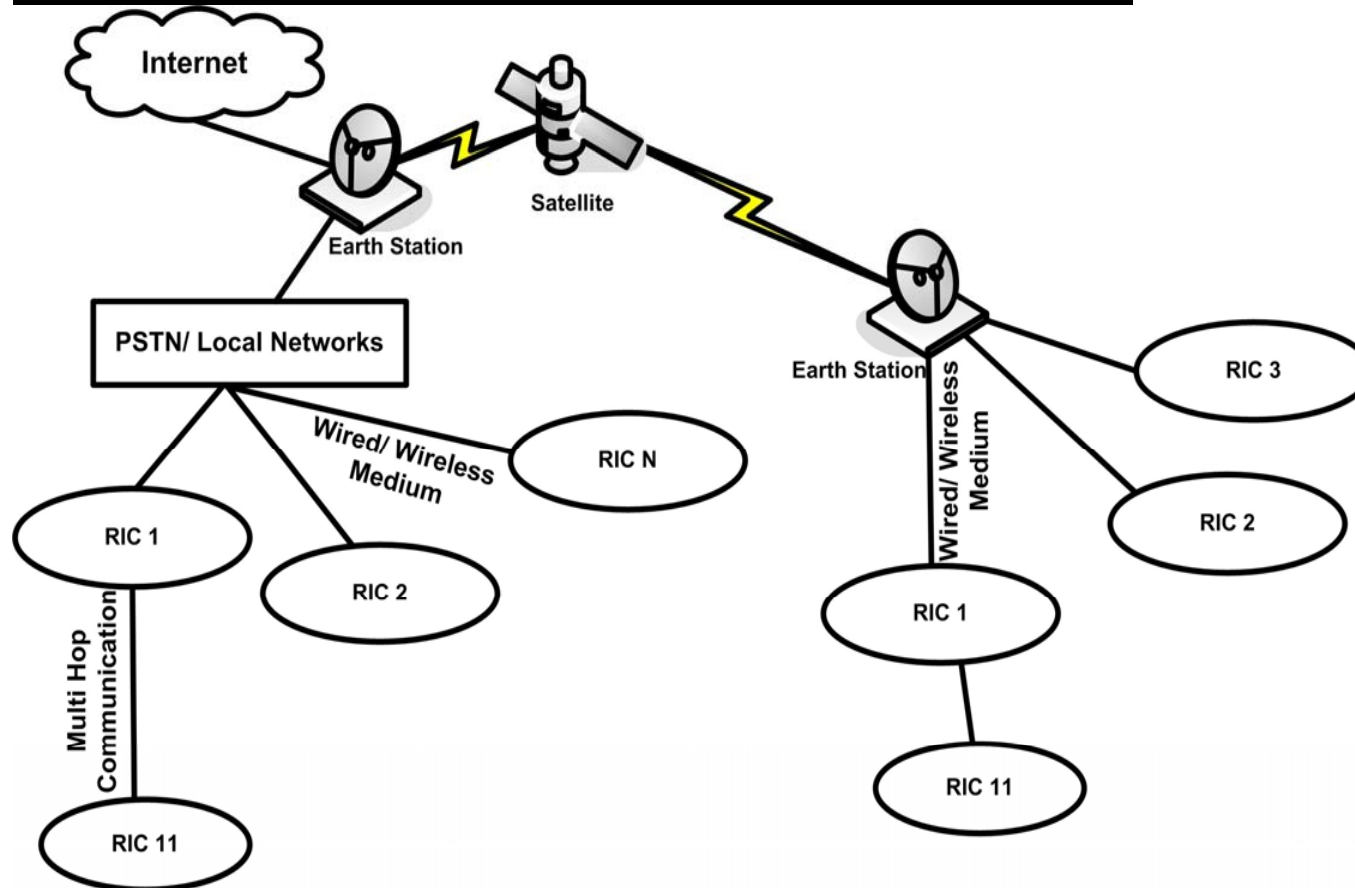 Internet
Satellite
Earth Station
PSTN/ Local Networks
Earth Station
RIC 3
Wired/ Wireless
Medium
RIC N
Wired/ Wireless
Medium
RIC 2
RIC 1
RIC 2
RIC 1
Multi Hop
Communication
RIC 11
RIC 11